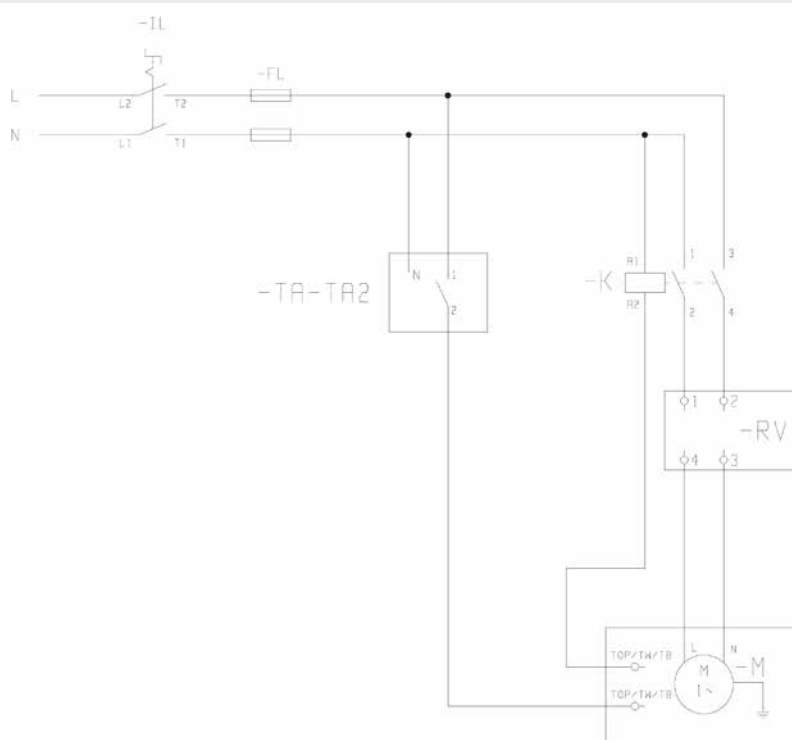 -IL
-FL
L
L2 T2
N
L1 T1
N 1
2
-TA-TA2
1 3
A1
-K
A2
2 4
1 2
-RV
4 3
TOP/TW/TB
L N
M
1~
-M
TOP/TW/TB